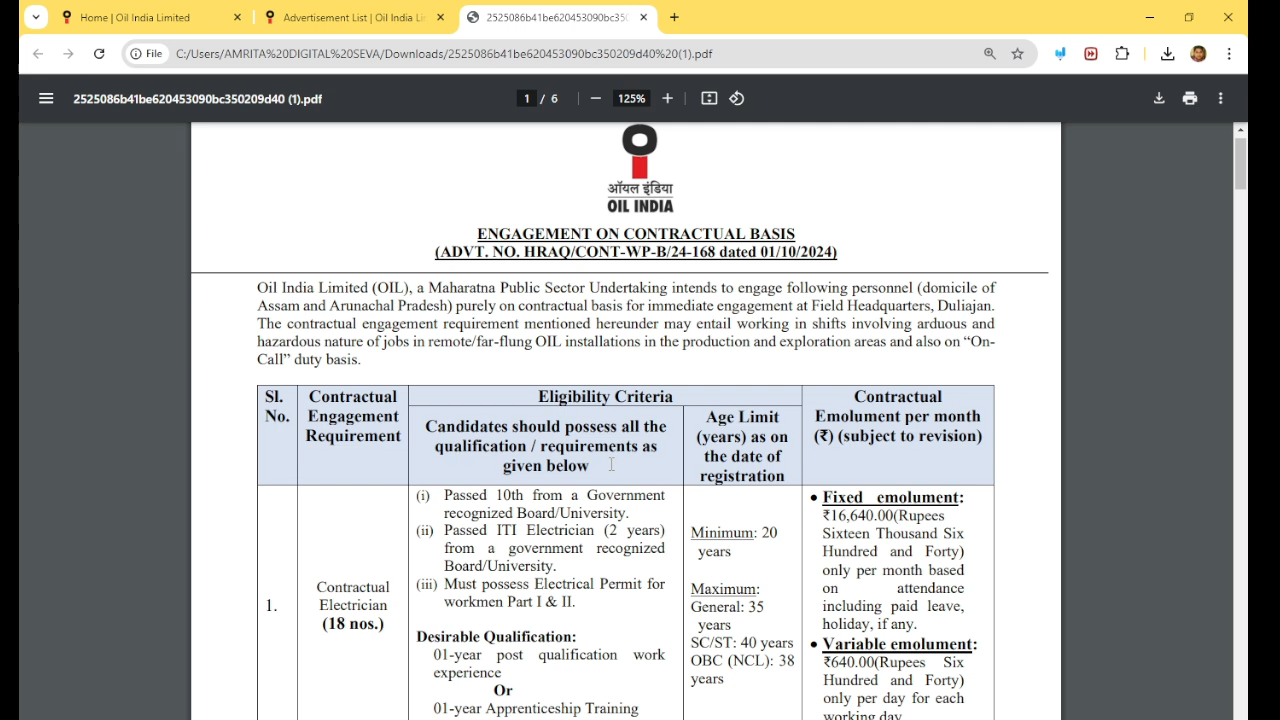 Home | Oil India Limited
Advertisement List | Oil India Li
2525086b41be620453090bc35
File
C:/Users/AMRITA%20DIGITAL%20SEVA/Downloads/2525086b41be620453090bc350209d40%20(1).pdf
2525086b41be620453090bc350209d40 (1).pdf
1 / 6
125%
ऑयल इंडिया
OIL INDIA
ENGAGEMENT ON CONTRACTUAL BASIS
(ADVT. NO. HRAQ/CONT-WP-B/24-168 dated 01/10/2024)
Oil India Limited (OIL), a Maharatna Public Sector Undertaking intends to engage following personnel (domicile of
Assam and Arunachal Pradesh) purely on contractual basis for immediate engagement at Field Headquarters, Duliajan.
The contractual engagement requirement mentioned hereunder may entail working in shifts involving arduous and
hazardous nature of jobs in remote/far-flung OIL installations in the production and exploration areas and also on “On-
Call” duty basis.
Sl.
No.
Contractual
Engagement
Requirement
Eligibility Criteria
Candidates should possess all the
qualification / requirements as
given below
Age Limit
(years) as on
the date of
registration
Contractual
Emolument per month
(₹) (subject to revision)
1.
Contractual
Electrician
(18 nos.)
(i) Passed 10th from a Government
recognized Board/University.
(ii) Passed ITI Electrician (2 years)
from a government recognized
Board/University.
(iii) Must possess Electrical Permit for
workmen Part I & II.
Desirable Qualification:
01-year post qualification work
experience
Or
01-year Apprenticeship Training
Minimum: 20
years
Maximum:
General: 35
years
SC/ST: 40 years
OBC (NCL): 38
years
• Fixed emolument:
₹16,640.00(Rupees
Sixteen Thousand Six
Hundred and Forty)
only per month based
on attendance
including paid leave,
holiday, if any.
• Variable emolument:
₹640.00(Rupees Six
Hundred and Forty)
only per day for each
working day